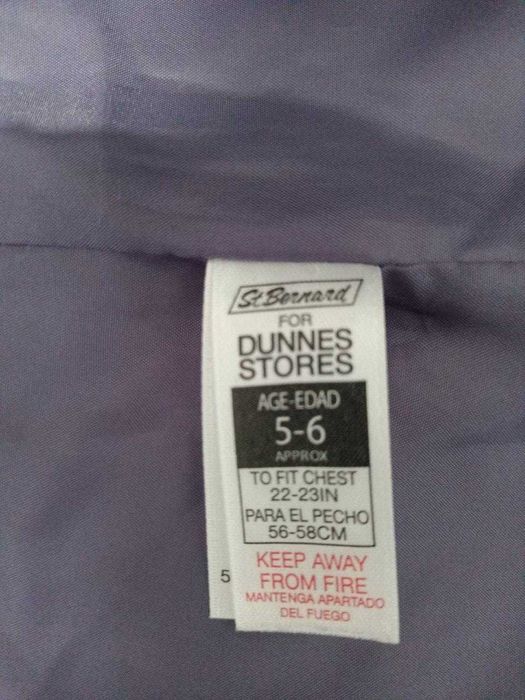 St.Bernard
FOR
DUNNES
STORES
AGE-EDAD
5-6
APPROX
TO FIT CHEST
22-23IN
PARA EL PECHO
56-58CM
KEEP AWAY
FROM FIRE
MANTENGA APARTADO
DEL FUEGO
5